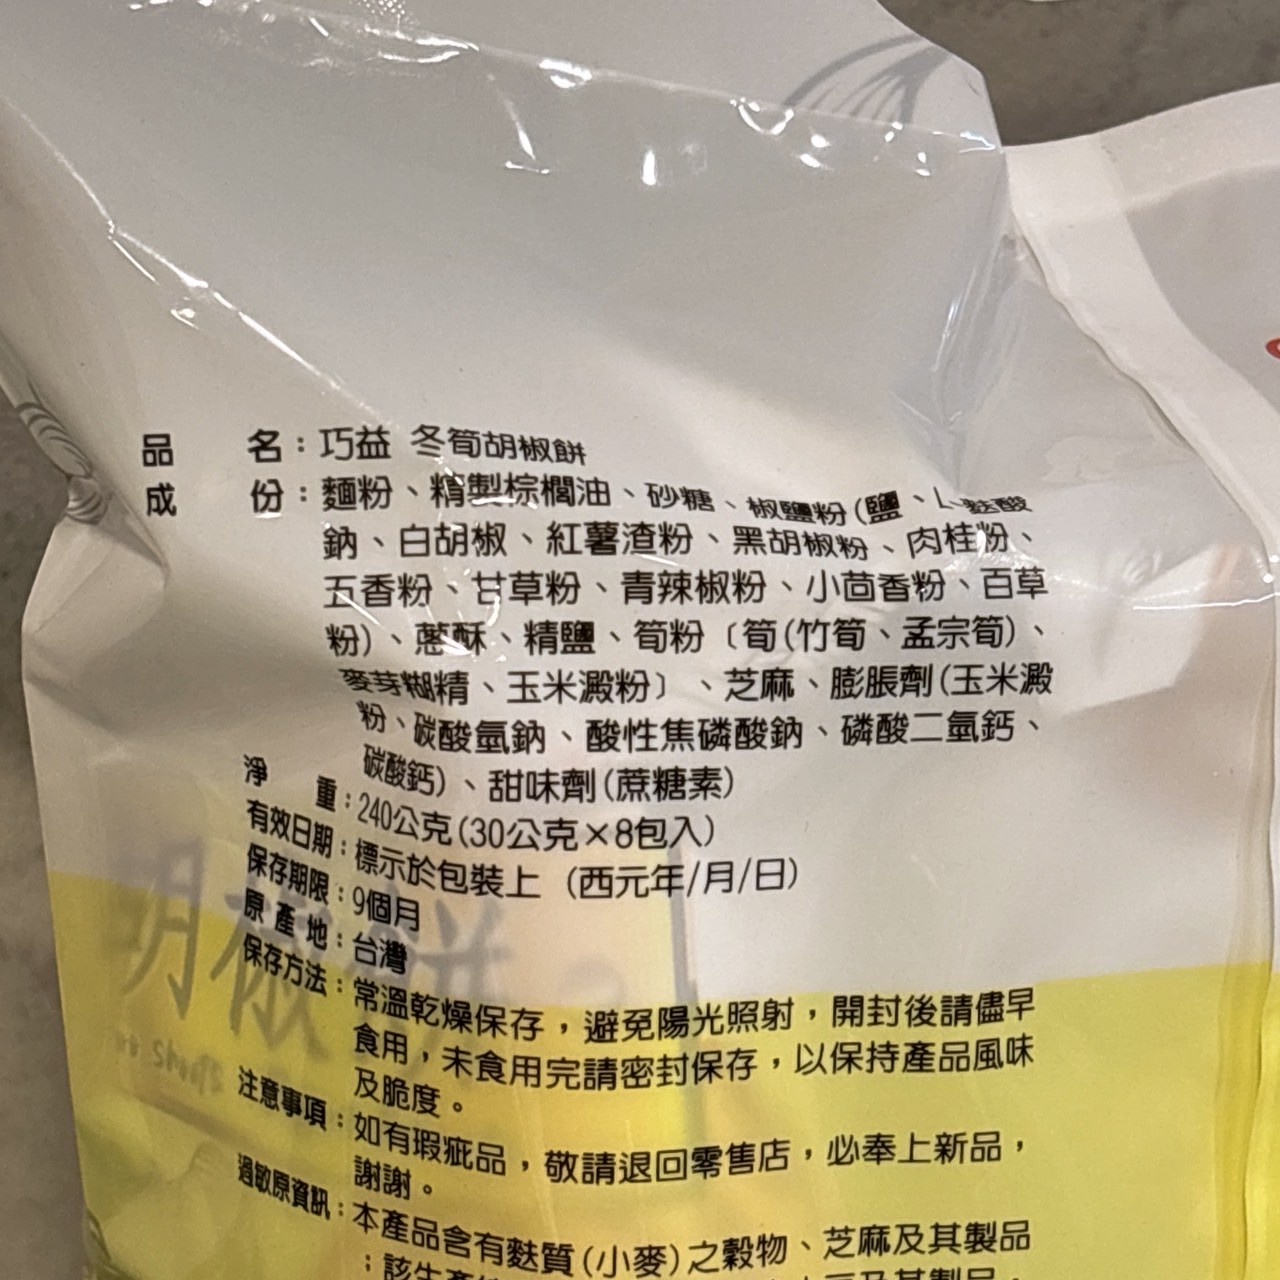 品 名：巧益 冬筍胡椒餅
成 份：麵粉、精製棕櫚油、砂糖、椒鹽粉(鹽、L-麩酸
鈉、白胡椒、紅薯渣粉、黑胡椒粉、肉桂粉、
五香粉、甘草粉、青辣椒粉、小茴香粉、百草
粉)、蔥酥、精鹽、筍粉〔筍(竹筍、孟宗筍)、
麥芽糊精、玉米澱粉〕、芝麻、膨脹劑(玉米澱
粉、碳酸氫鈉、酸性焦磷酸鈉、磷酸二氫鈣、
碳酸鈣)、甜味劑(蔗糖素)
淨 重：240公克(30公克×8包入)
有效日期：標示於包裝上 (西元年/月/日)
保存期限：9個月
原產地：台灣
保存方法：常溫乾燥保存，避免陽光照射，開封後請儘早
食用，未食用完請密封保存，以保持產品風味
及脆度。
注意事項：如有瑕疵品，敬請退回零售店，必奉上新品，
謝謝。
過敏原資訊：本產品含有麩質(小麥)之穀物、芝麻及其製品
；該生產
及其製品，
胡椒餅